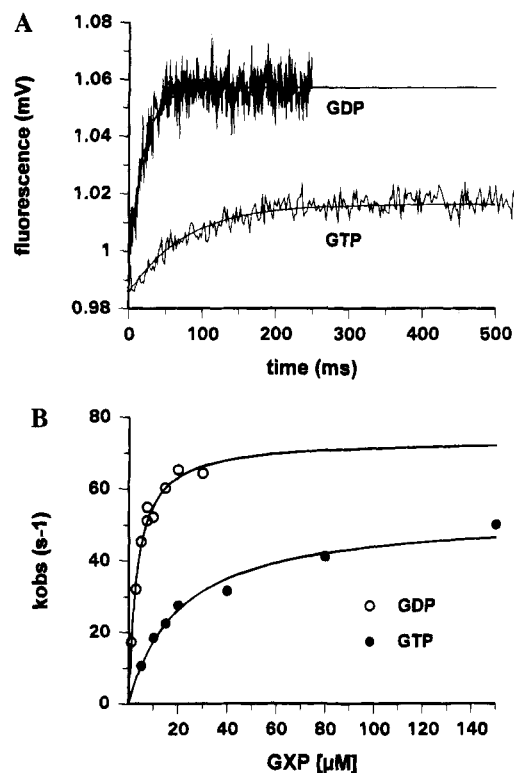 A
fluorescence (mV)
1.08
1.06
1.04
1.02
1
0.98
GDP
GTP
0 100 200 300 400 500
time (ms)
B
kobs (s-1)
80
60
40
20
0
GDP
GTP
20 40 60 80 100 120 140
GXP [µM]